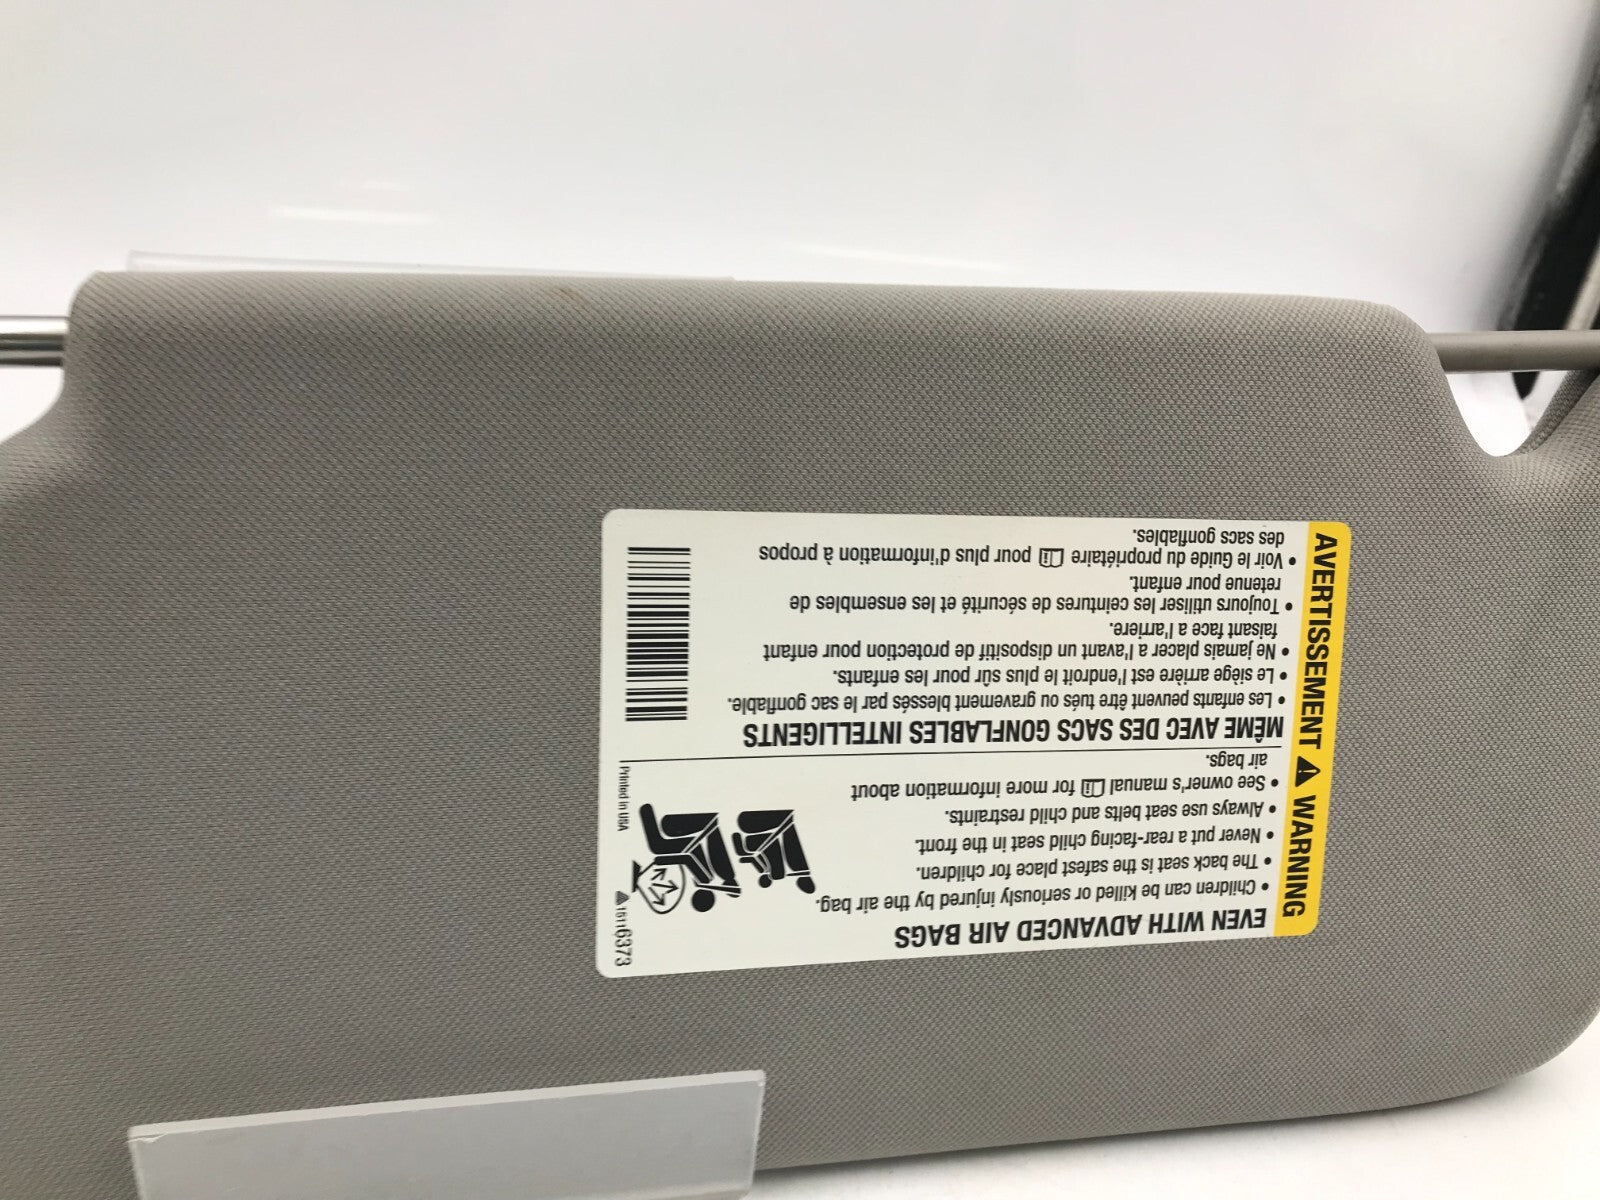 ⚠ WARNING
EVEN WITH ADVANCED AIR BAGS
• Children can be killed or seriously injured by the air bag.
• The back seat is the safest place for children.
• Never put a rear-facing child seat in the front.
• Always use seat belts and child restraints.
• See owner's manual for more information about
air bags.
AVERTISSEMENT
MÊME AVEC DES SACS GONFLABLES INTELLIGENTS
• Les enfants peuvent être tués ou gravement blessés par le sac gonflable.
• Le siège arrière est l'endroit le plus sûr pour les enfants.
• Ne jamais placer a l'avant un dispositif de protection pour enfant
faisant face a l'arriere.
• Toujours utiliser les ceintures de sécurité et les ensembles de
retenue pour enfant.
• Voir le Guide du propriétaire pour plus d'information à propos
des sacs gonflables.
15116373
Printed in USA